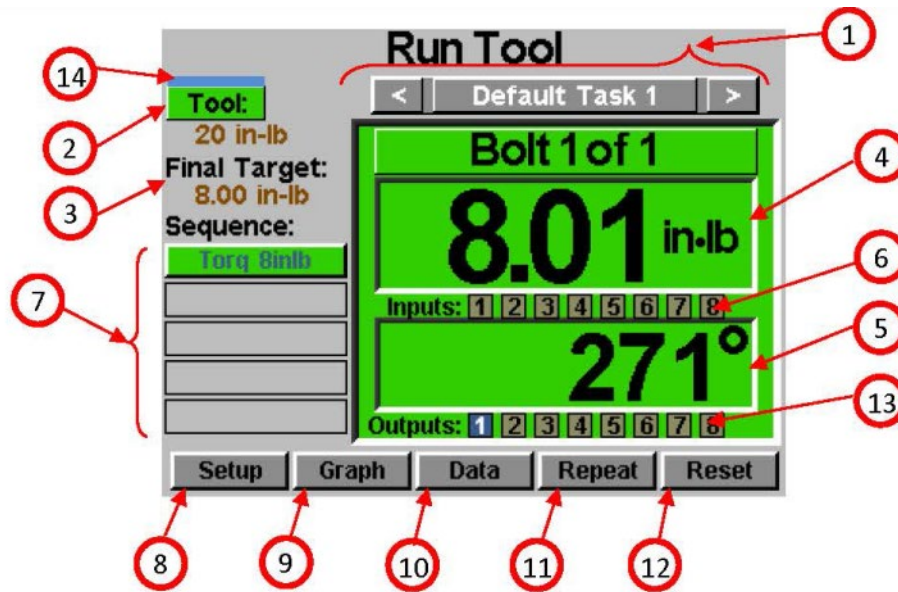 Run Tool
1
14
Tool:
< Default Task 1 >
2
20 in-lb
Bolt 1 of 1
Final Target:
3
8.00 in-lb
8.01 in•lb
4
Sequence:
Torq 8inlb
6
7
Inputs: 1 2 3 4 5 6 7 8
271°
5
13
Outputs: 1 2 3 4 5 6 7 8
Setup Graph Data Repeat Reset
8 9 10 11 12